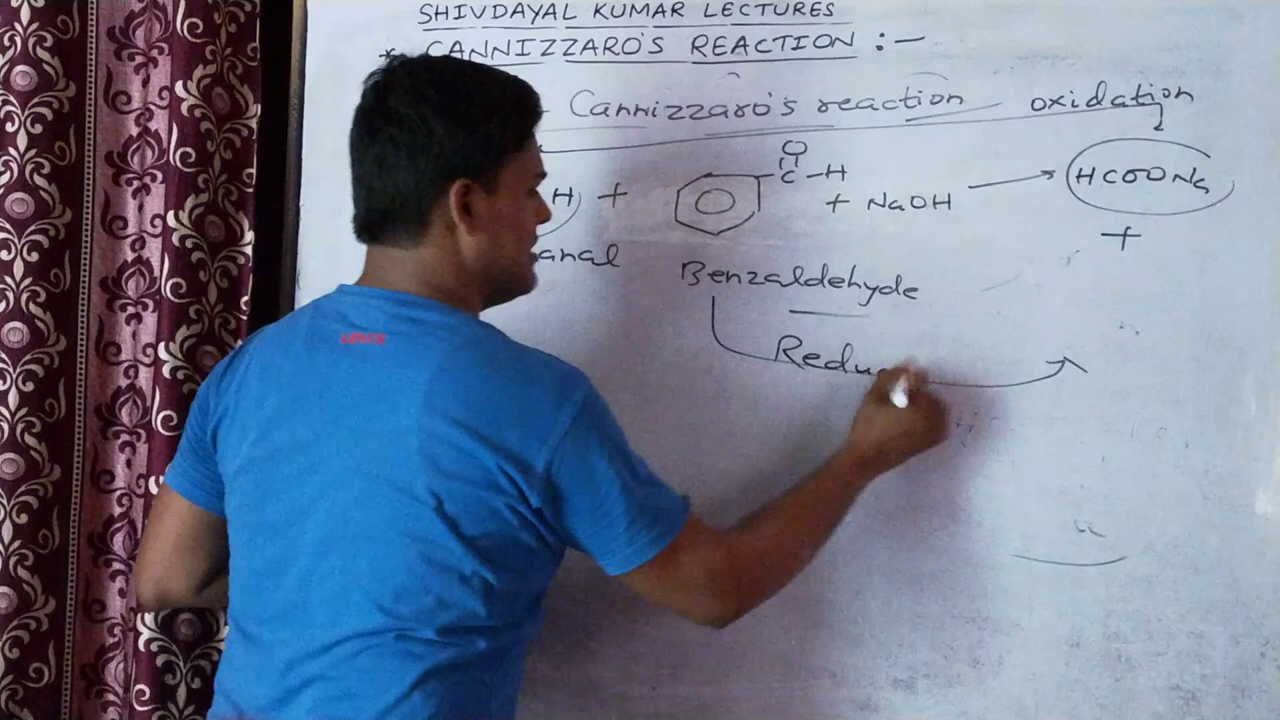 SHIVDAYAL KUMAR LECTURES
* CANNIZZARO'S REACTION :-
- Cannizzaro's reaction oxidation
O
C-H
H + + NaOH → HCOONa
+
anal
Benzaldehyde
Redu